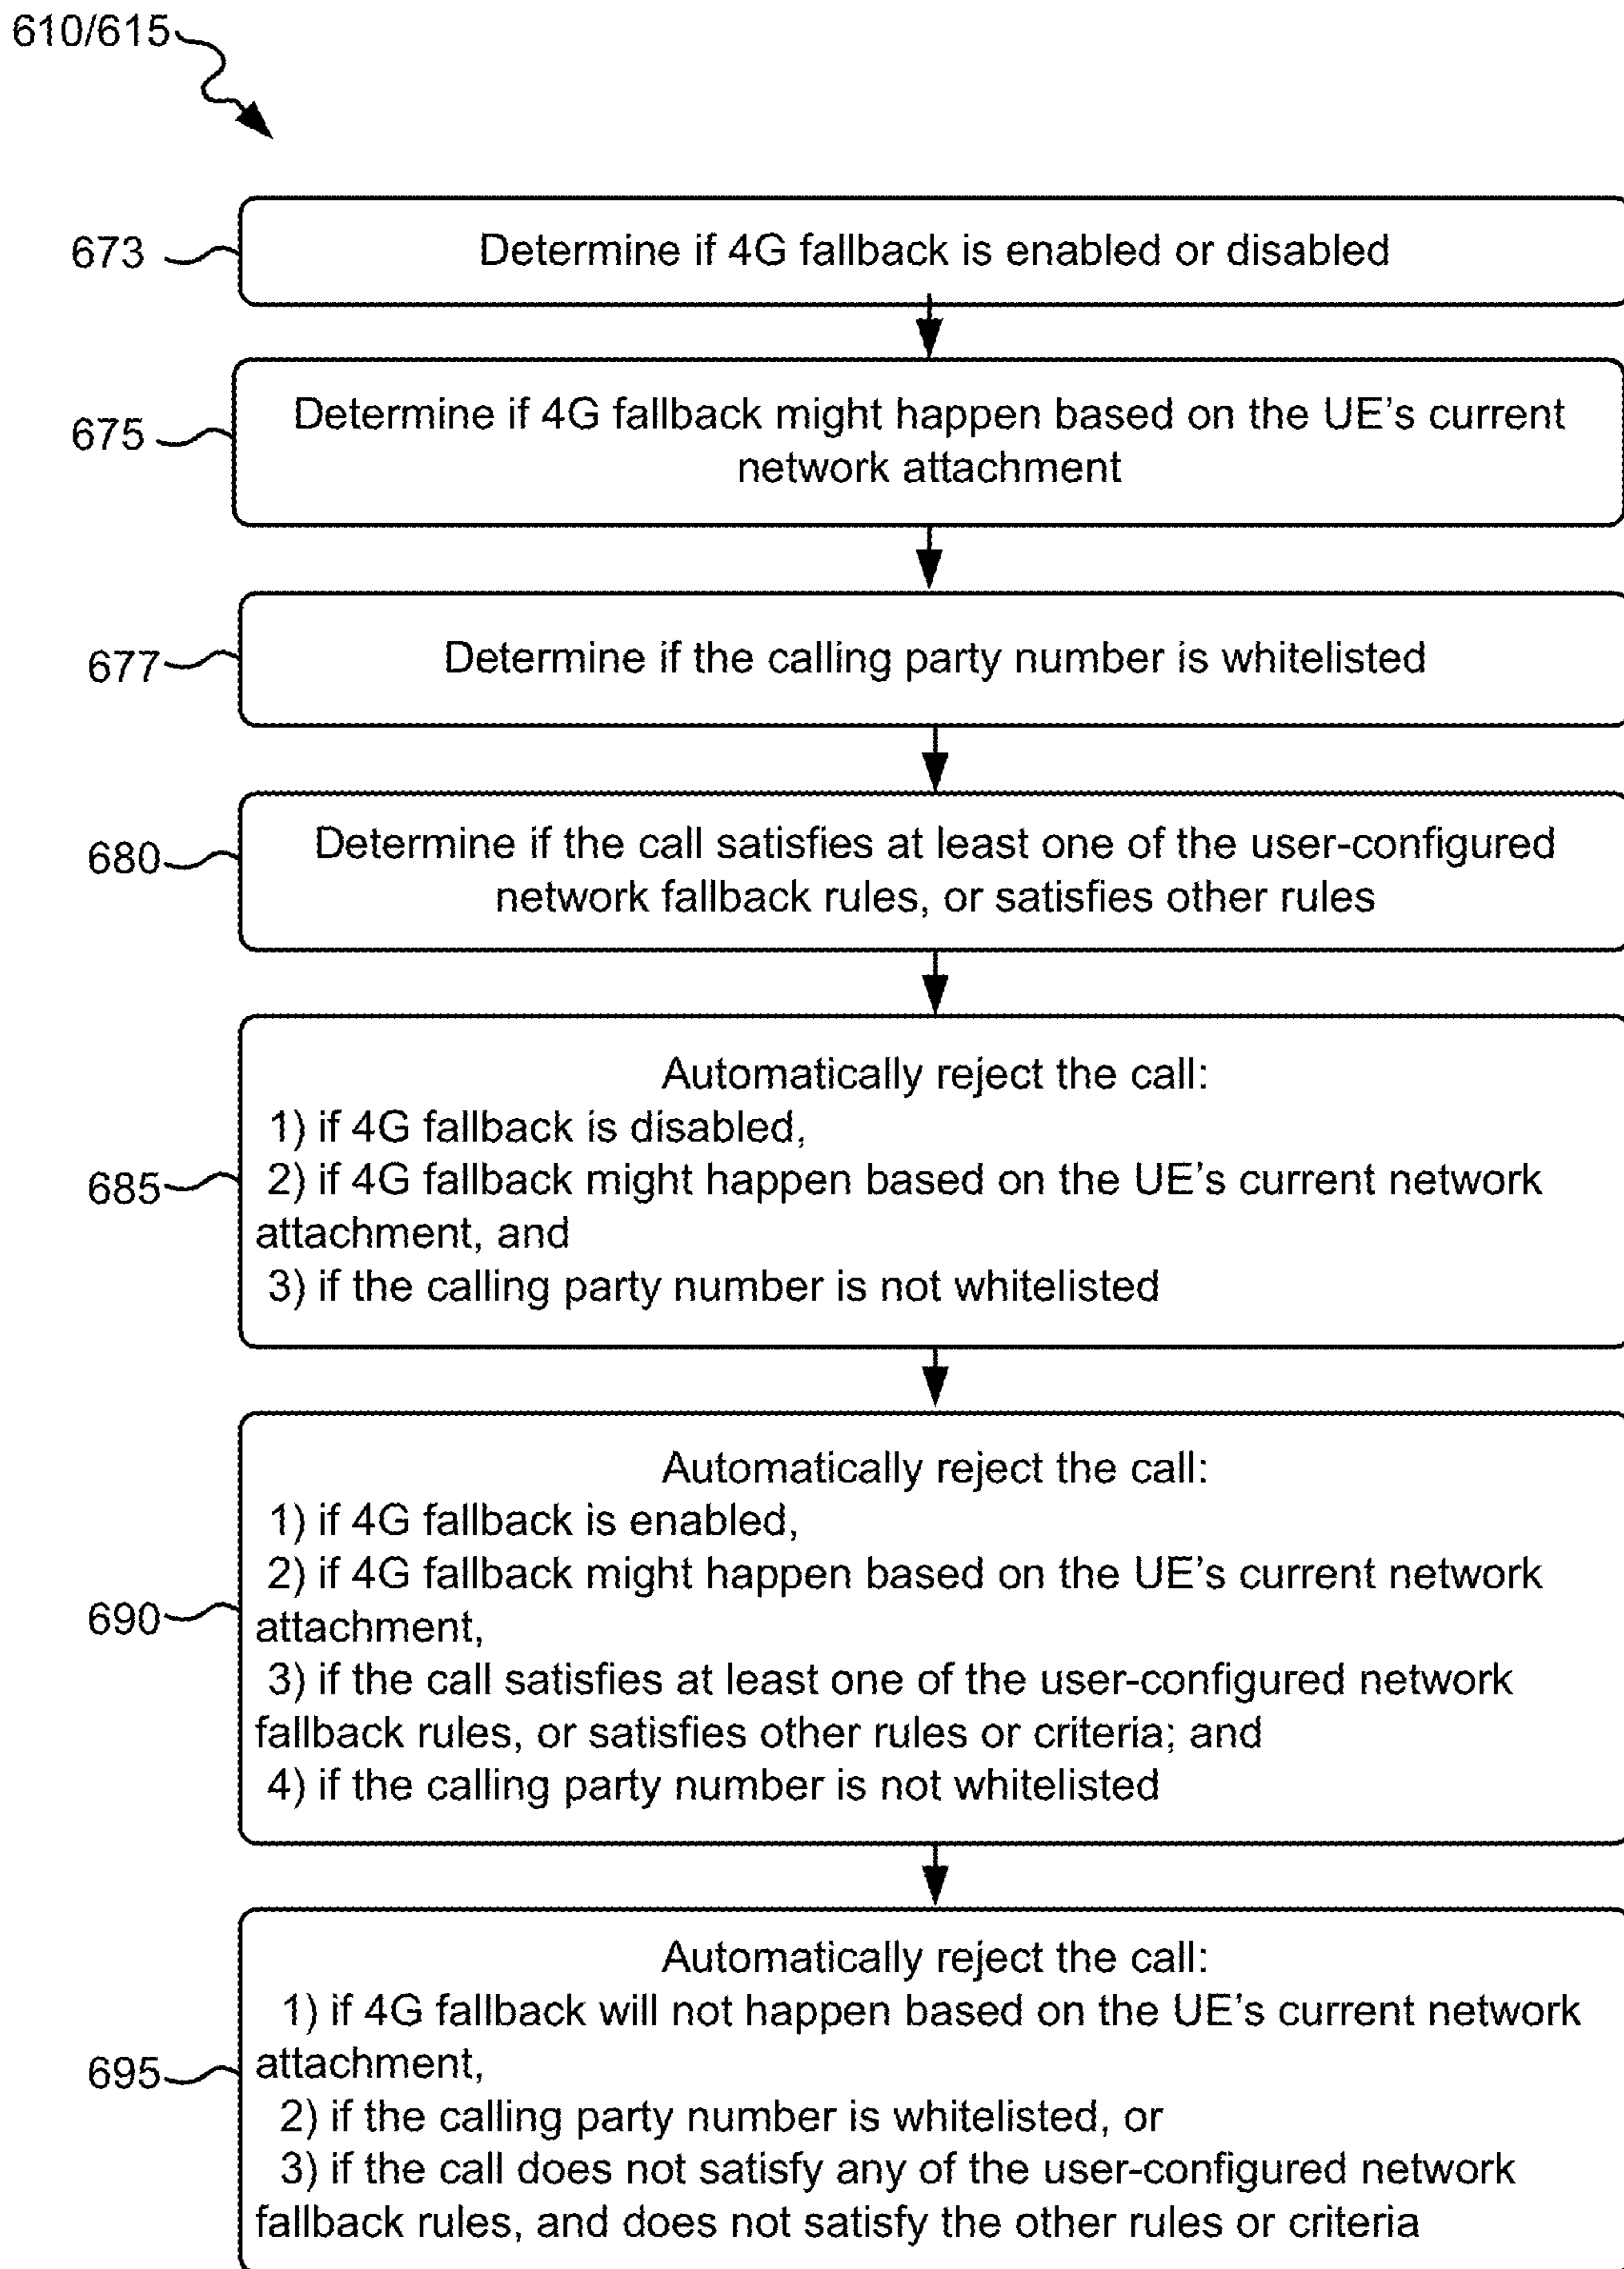 610/615
673
Determine if 4G fallback is enabled or disabled
675
Determine if 4G fallback might happen based on the UE's current
network attachment
677
Determine if the calling party number is whitelisted
680
Determine if the call satisfies at least one of the user-configured
network fallback rules, or satisfies other rules
685
Automatically reject the call:
1) if 4G fallback is disabled,
2) if 4G fallback might happen based on the UE's current network
attachment, and
3) if the calling party number is not whitelisted
690
Automatically reject the call:
1) if 4G fallback is enabled,
2) if 4G fallback might happen based on the UE's current network
attachment,
3) if the call satisfies at least one of the user-configured network
fallback rules, or satisfies other rules or criteria; and
4) if the calling party number is not whitelisted
695
Automatically reject the call:
1) if 4G fallback will not happen based on the UE's current network
attachment,
2) if the calling party number is whitelisted, or
3) if the call does not satisfy any of the user-configured network
fallback rules, and does not satisfy the other rules or criteria